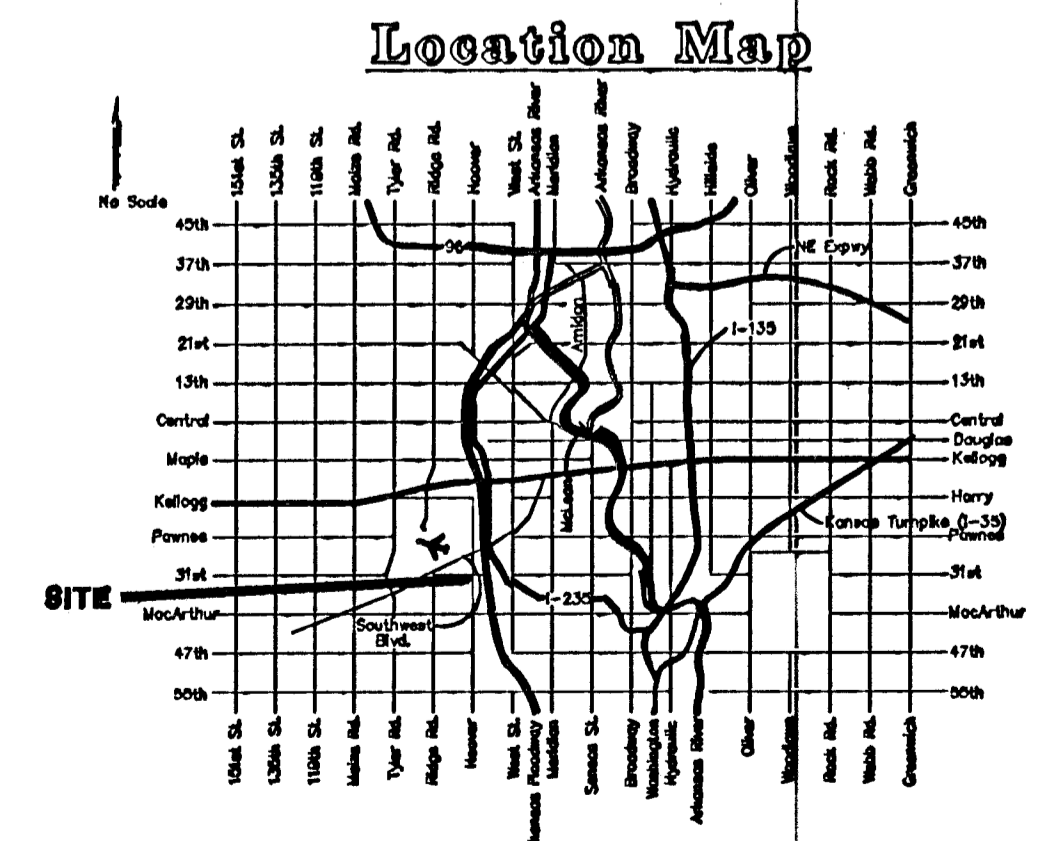 Location Map
No Scale
151st St.
135th St.
119th St.
Maize Rd.
Tyler Rd.
Ridge Rd.
Hoover
West St.
Arkansas River
Meridian
Arkansas River
Broadway
Hydraulic
Hillside
Oliver
Woodlawn
Rock Rd.
Webb Rd.
Greenwich
45th
45th
96
NE Expwy
37th
37th
29th
29th
Amidon
I-135
21st
21st
13th
13th
Central
Central
Douglas
Maple
Kellogg
McLean
Kellogg
Harry
Kansas Turnpike (I-35)
Pawnee
Pawnee
31st
31st
SITE
I-235
MacArthur
MacArthur
Southwest
Blvd.
47th
47th
55th
55th
151st St.
135th St.
119th St.
Maize Rd.
Tyler Rd.
Ridge Rd.
Hoover
West St.
kansas Floodway
Meridian
Seneca St.
Broadway
Washington
Hydraulic
Arkansas River
Oliver
Woodlawn
Rock Rd.
Webb Rd.
Greenwich